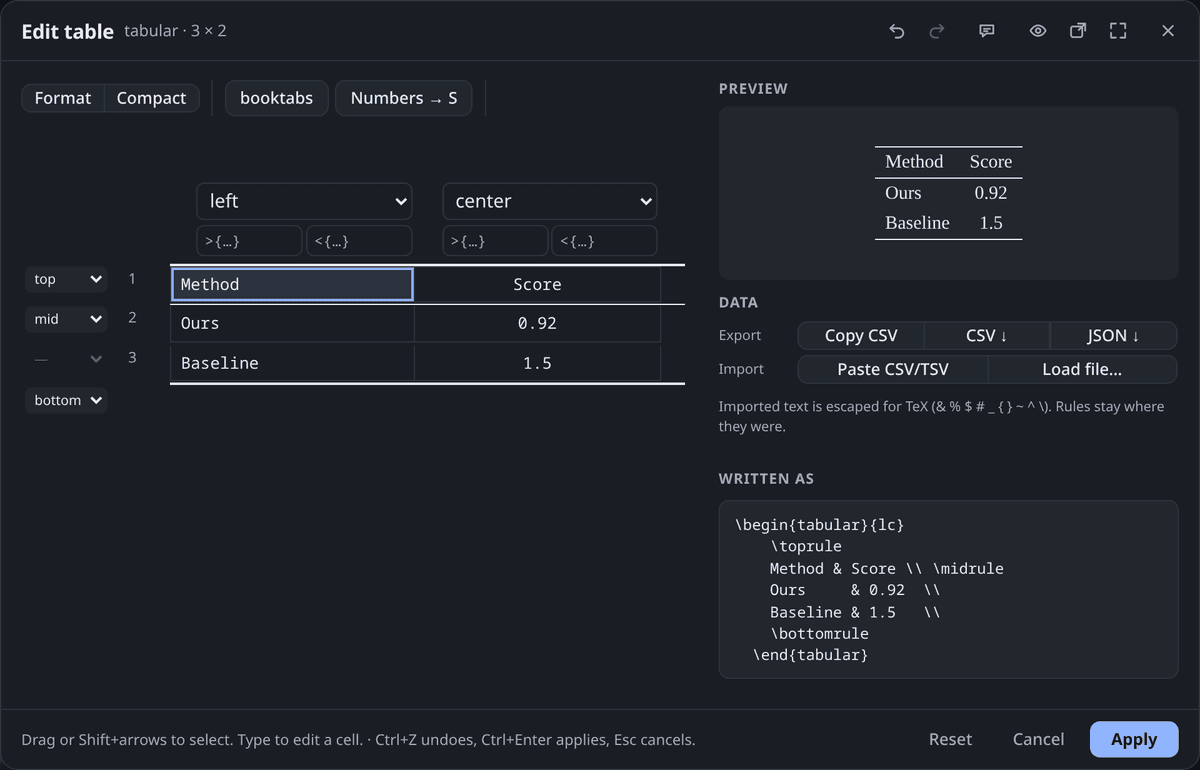 Edit table tabular · 3 × 2
Format Compact booktabs Numbers → S
left center
>{…} <{…} >{…} <{…}
top 1 Method Score
mid 2 Ours 0.92
— 3 Baseline 1.5
bottom
PREVIEW
Method Score
Ours 0.92
Baseline 1.5
DATA
Export Copy CSV CSV ↓ JSON ↓
Import Paste CSV/TSV Load file…
Imported text is escaped for TeX (& % $ # _ { } ~ ^ \). Rules stay where
they were.
WRITTEN AS
\begin{tabular}{lc}
    \toprule
    Method & Score \\ \midrule
    Ours     & 0.92  \\
    Baseline & 1.5   \\
    \bottomrule
  \end{tabular}
Drag or Shift+arrows to select. Type to edit a cell. · Ctrl+Z undoes, Ctrl+Enter applies, Esc cancels.
Reset Cancel Apply